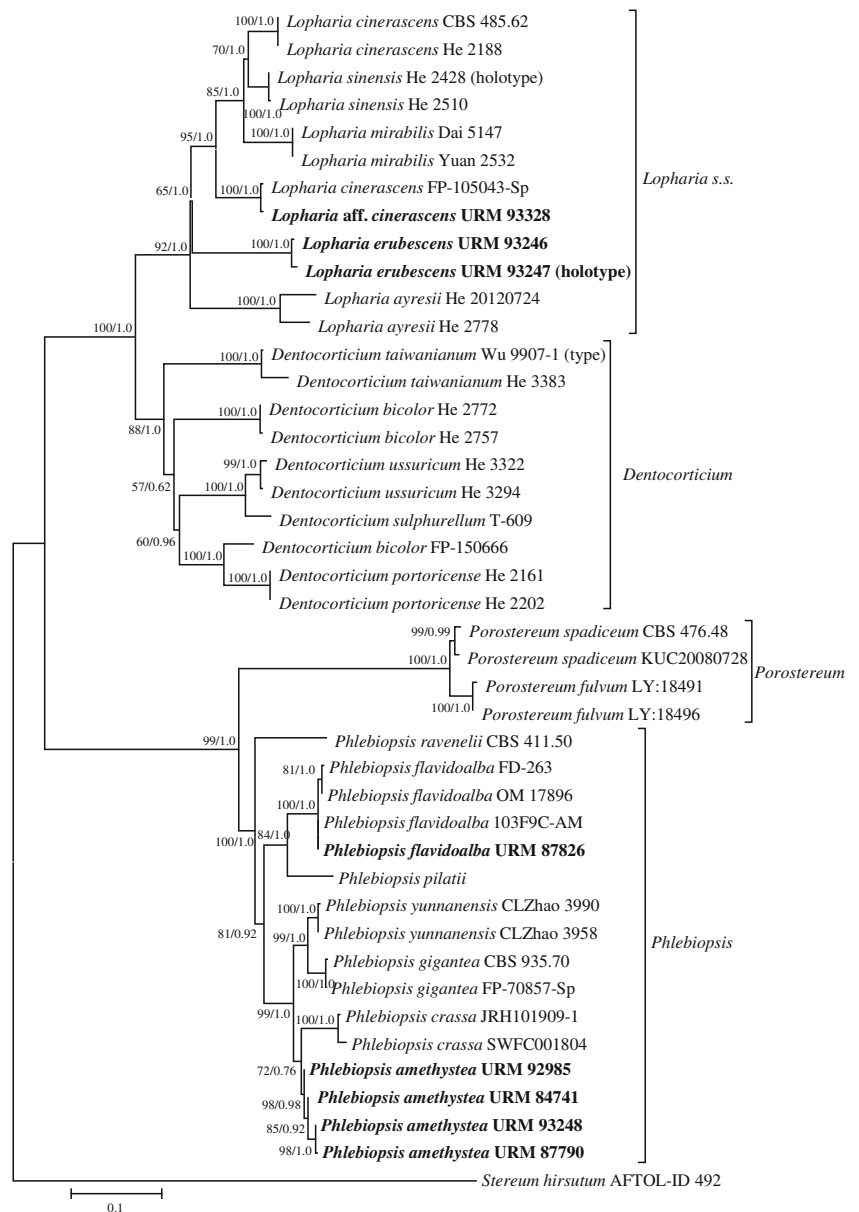 100/1.0 Lopharia cinerascens CBS 485.62
Lopharia cinerascens He 2188
70/1.0
Lopharia sinensis He 2428 (holotype)
85/1.0
Lopharia sinensis He 2510
100/1.0
100/1.0 Lopharia mirabilis Dai 5147
95/1.0
Lopharia mirabilis Yuan 2532
Lopharia s.s.
100/1.0 Lopharia cinerascens FP-105043-Sp
65/1.0
Lopharia aff. cinerascens URM 93328
92/1.0
100/1.0 Lopharia erubescens URM 93246
Lopharia erubescens URM 93247 (holotype)
100/1.0 Lopharia ayresii He 20120724
Lopharia ayresii He 2778
100/1.0
100/1.0 Dentocorticium taiwanianum Wu 9907-1 (type)
Dentocorticium taiwanianum He 3383
88/1.0
100/1.0 Dentocorticium bicolor He 2772
Dentocorticium bicolor He 2757
99/1.0 Dentocorticium ussuricum He 3322
Dentocorticium
57/0.62
100/1.0
Dentocorticium ussuricum He 3294
Dentocorticium sulphurellum T-609
60/0.96
100/1.0 Dentocorticium bicolor FP-150666
100/1.0 Dentocorticium portoricense He 2161
Dentocorticium portoricense He 2202
99/0.99 Porostereum spadiceum CBS 476.48
100/1.0
Porostereum spadiceum KUC20080728
Porostereum
Porostereum fulvum LY:18491
100/1.0
Porostereum fulvum LY:18496
99/1.0
Phlebiopsis ravenelii CBS 411.50
81/1.0 Phlebiopsis flavidoalba FD-263
Phlebiopsis flavidoalba OM 17896
100/1.0
Phlebiopsis flavidoalba 103F9C-AM
100/1.0
84/1.0
Phlebiopsis flavidoalba URM 87826
Phlebiopsis pilatii
100/1.0 Phlebiopsis yunnanensis CLZhao 3990
81/0.92
99/1.0
Phlebiopsis yunnanensis CLZhao 3958
Phlebiopsis
Phlebiopsis gigantea CBS 935.70
100/1.0
Phlebiopsis gigantea FP-70857-Sp
99/1.0
100/1.0 Phlebiopsis crassa JRH101909-1
Phlebiopsis crassa SWFC001804
72/0.76
Phlebiopsis amethystea URM 92985
98/0.98
Phlebiopsis amethystea URM 84741
85/0.92
Phlebiopsis amethystea URM 93248
98/1.0
Phlebiopsis amethystea URM 87790
Stereum hirsutum AFTOL-ID 492
0.1